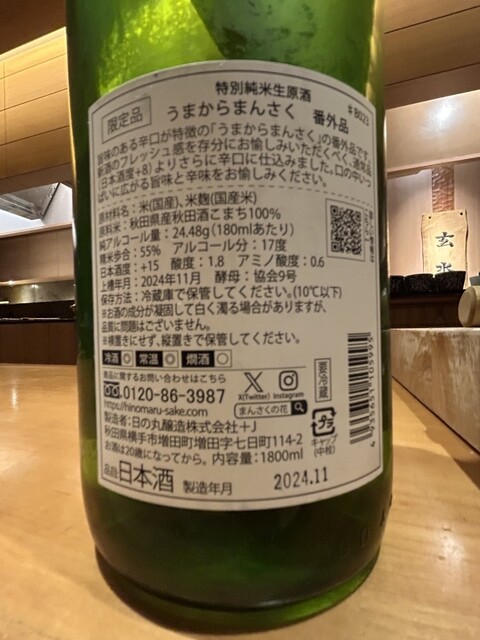 特別純米生原酒
限定品
うまからまんさく 番外品
#B023
旨味のある辛口が特徴の「うまからまんさく」の番外品です。
新酒のフレッシュ感を存分にお愉しみいただくべく、通常品
(日本酒度+8)よりさらに辛口に仕込みました。口の中いっ
ぱいに広がる旨味と辛味をお愉しみください。
原材料名:米(国産)、米麹(国産米)
原料米:秋田県産秋田酒こまち100%
純アルコール量:24.48g(180mlあたり)
精米歩合:55% アルコール分:17度
日本酒度:+15 酸度:1.8 アミノ酸度:0.6
上槽年月:2024年11月 酵母:協会9号
保存方法:冷蔵庫で保管してください。(10℃以下)
※お酒の成分が凝固して白く濁る場合がありますが、
品質に問題はございません。
※横置きにせず、縦置きで保管してください。
冷酒◎ 常温◎ 燗酒○
商品に関するお問い合わせはこちら
0120-86-3987
https://hinomaru-sake.com
X(Twitter) Instagram
まんさくの花
要冷蔵
製造者:日の丸醸造株式会社+J
秋田県横手市増田町増田字七日町114-2
お酒は20歳になってから。内容量:1800ml
品目 日本酒 製造年月 2024.11
プラ
キャップ
(中栓)
4 935651 105995
玄